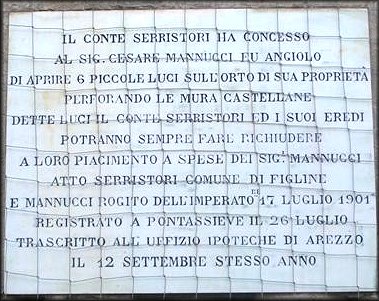 IL CONTE SERRISTORI HA CONCESSO
AL SIG. CESARE MANNUCCI FU ANGIOLO
DI APRIRE 6 PICCOLE LUCI SULL'ORTO DI SUA PROPRIETÀ
PERFORANDO LE MURA CASTELLANE
DETTE LUCI IL CONTE SERRISTORI ED I SUOI EREDI
POTRANNO SEMPRE FARE RICHIUDERE
A LORO PIACIMENTO A SPESE DEI SIGI. MANNUCCI
ATTO SERRISTORI COMUNE DI FIGLINE
E MANNUCCI ROGITO DELL'IMPERATORE 17 LUGLIO 1901
REGISTRATO A PONTASSIEVE IL 26 LUGLIO
TRASCRITTO ALL'UFFIZIO IPOTECHE DI AREZZO
IL 12 SETTEMBRE STESSO ANNO